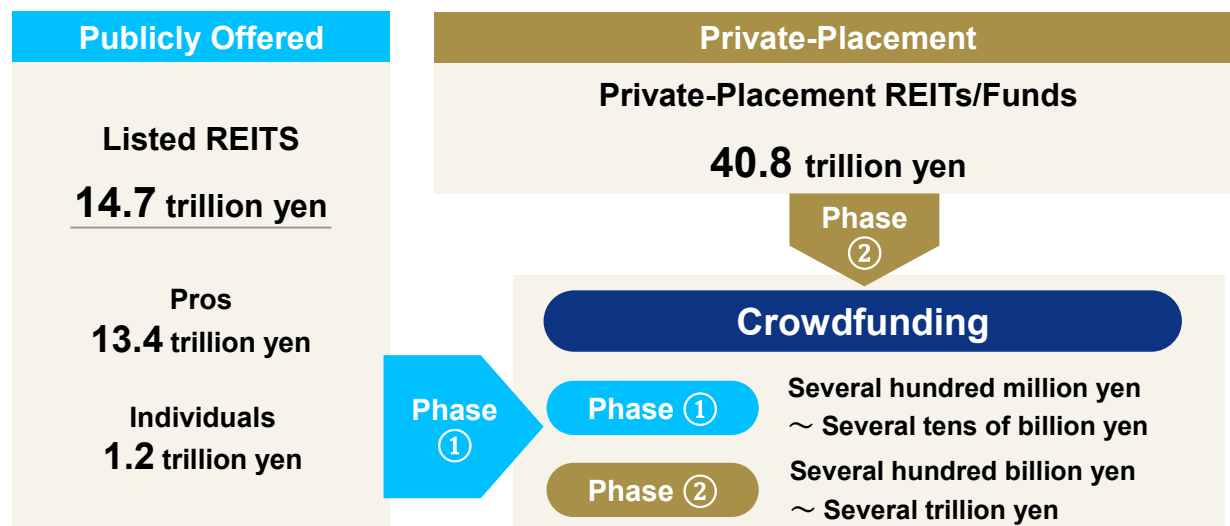 Publicly Offered
Listed REITS
14.7 trillion yen
Pros
13.4 trillion yen
Individuals
1.2 trillion yen
Phase
①
Private-Placement
Private-Placement REITs/Funds
40.8 trillion yen
Phase
②
Crowdfunding
Phase ①
Several hundred million yen
～ Several tens of billion yen
Phase ②
Several hundred billion yen
～ Several trillion yen